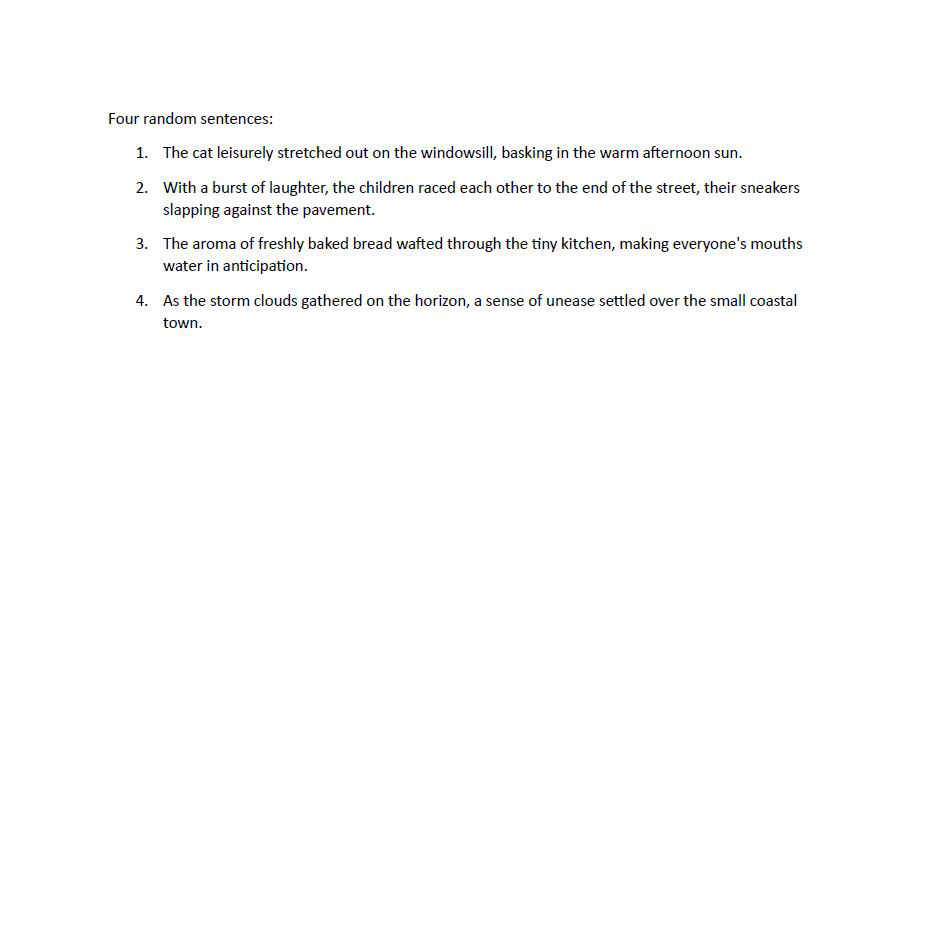 Four random sentences:
1. The cat leisurely stretched out on the windowsill, basking in the warm afternoon sun.
2. With a burst of laughter, the children raced each other to the end of the street, their sneakers
slapping against the pavement.
3. The aroma of freshly baked bread wafted through the tiny kitchen, making everyone's mouths
water in anticipation.
4. As the storm clouds gathered on the horizon, a sense of unease settled over the small coastal
town.